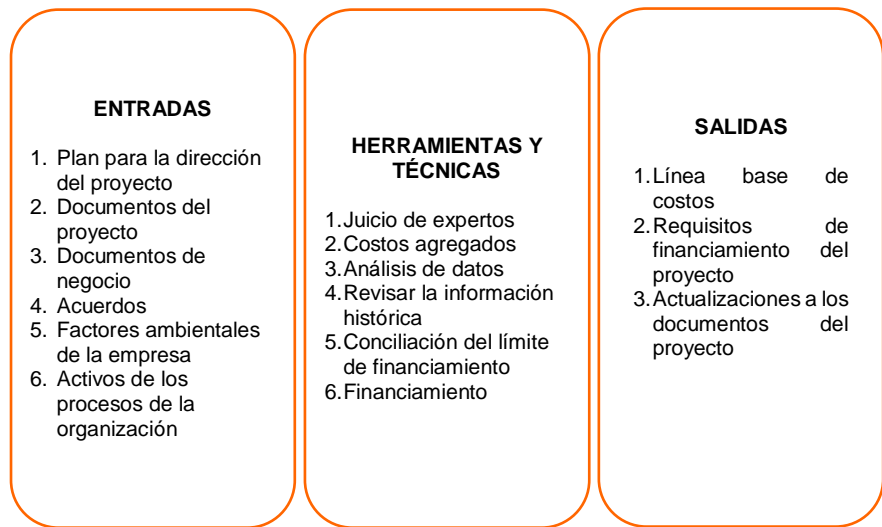 ENTRADAS
1. Plan para la dirección
del proyecto
2. Documentos del
proyecto
3. Documentos de
negocio
4. Acuerdos
5. Factores ambientales
de la empresa
6. Activos de los
procesos de la
organización
HERRAMIENTAS Y
TÉCNICAS
1.Juicio de expertos
2.Costos agregados
3.Análisis de datos
4.Revisar la información
histórica
5.Conciliación del límite
de financiamiento
6.Financiamiento
SALIDAS
1.Línea base de
costos
2.Requisitos de
financiamiento del
proyecto
3.Actualizaciones a los
documentos del
proyecto